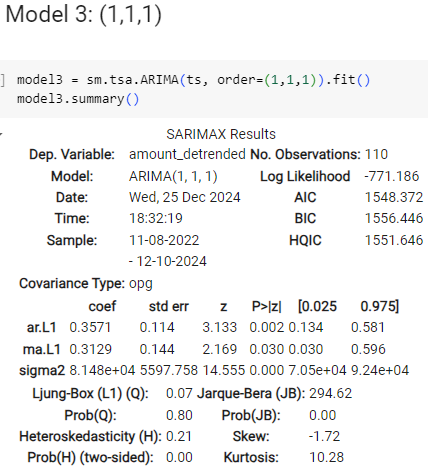 Model 3: (1,1,1)
] model3 = sm.tsa.ARIMA(ts, order=(1,1,1)).fit()
model3.summary()
SARIMAX Results
Dep. Variable: amount_detrended No. Observations: 110
Model: ARIMA(1, 1, 1) Log Likelihood -771.186
Date: Wed, 25 Dec 2024 AIC 1548.372
Time: 18:32:19 BIC 1556.446
Sample: 11-08-2022 HQIC 1551.646
- 12-10-2024
Covariance Type: opg
coef std err z P>|z| [0.025 0.975]
ar.L1 0.3571 0.114 3.133 0.002 0.134 0.581
ma.L1 0.3129 0.144 2.169 0.030 0.030 0.596
sigma2 8.148e+04 5597.758 14.555 0.000 7.05e+04 9.24e+04
Ljung-Box (L1) (Q): 0.07 Jarque-Bera (JB): 294.62
Prob(Q): 0.80 Prob(JB): 0.00
Heteroskedasticity (H): 0.21 Skew: -1.72
Prob(H) (two-sided): 0.00 Kurtosis: 10.28